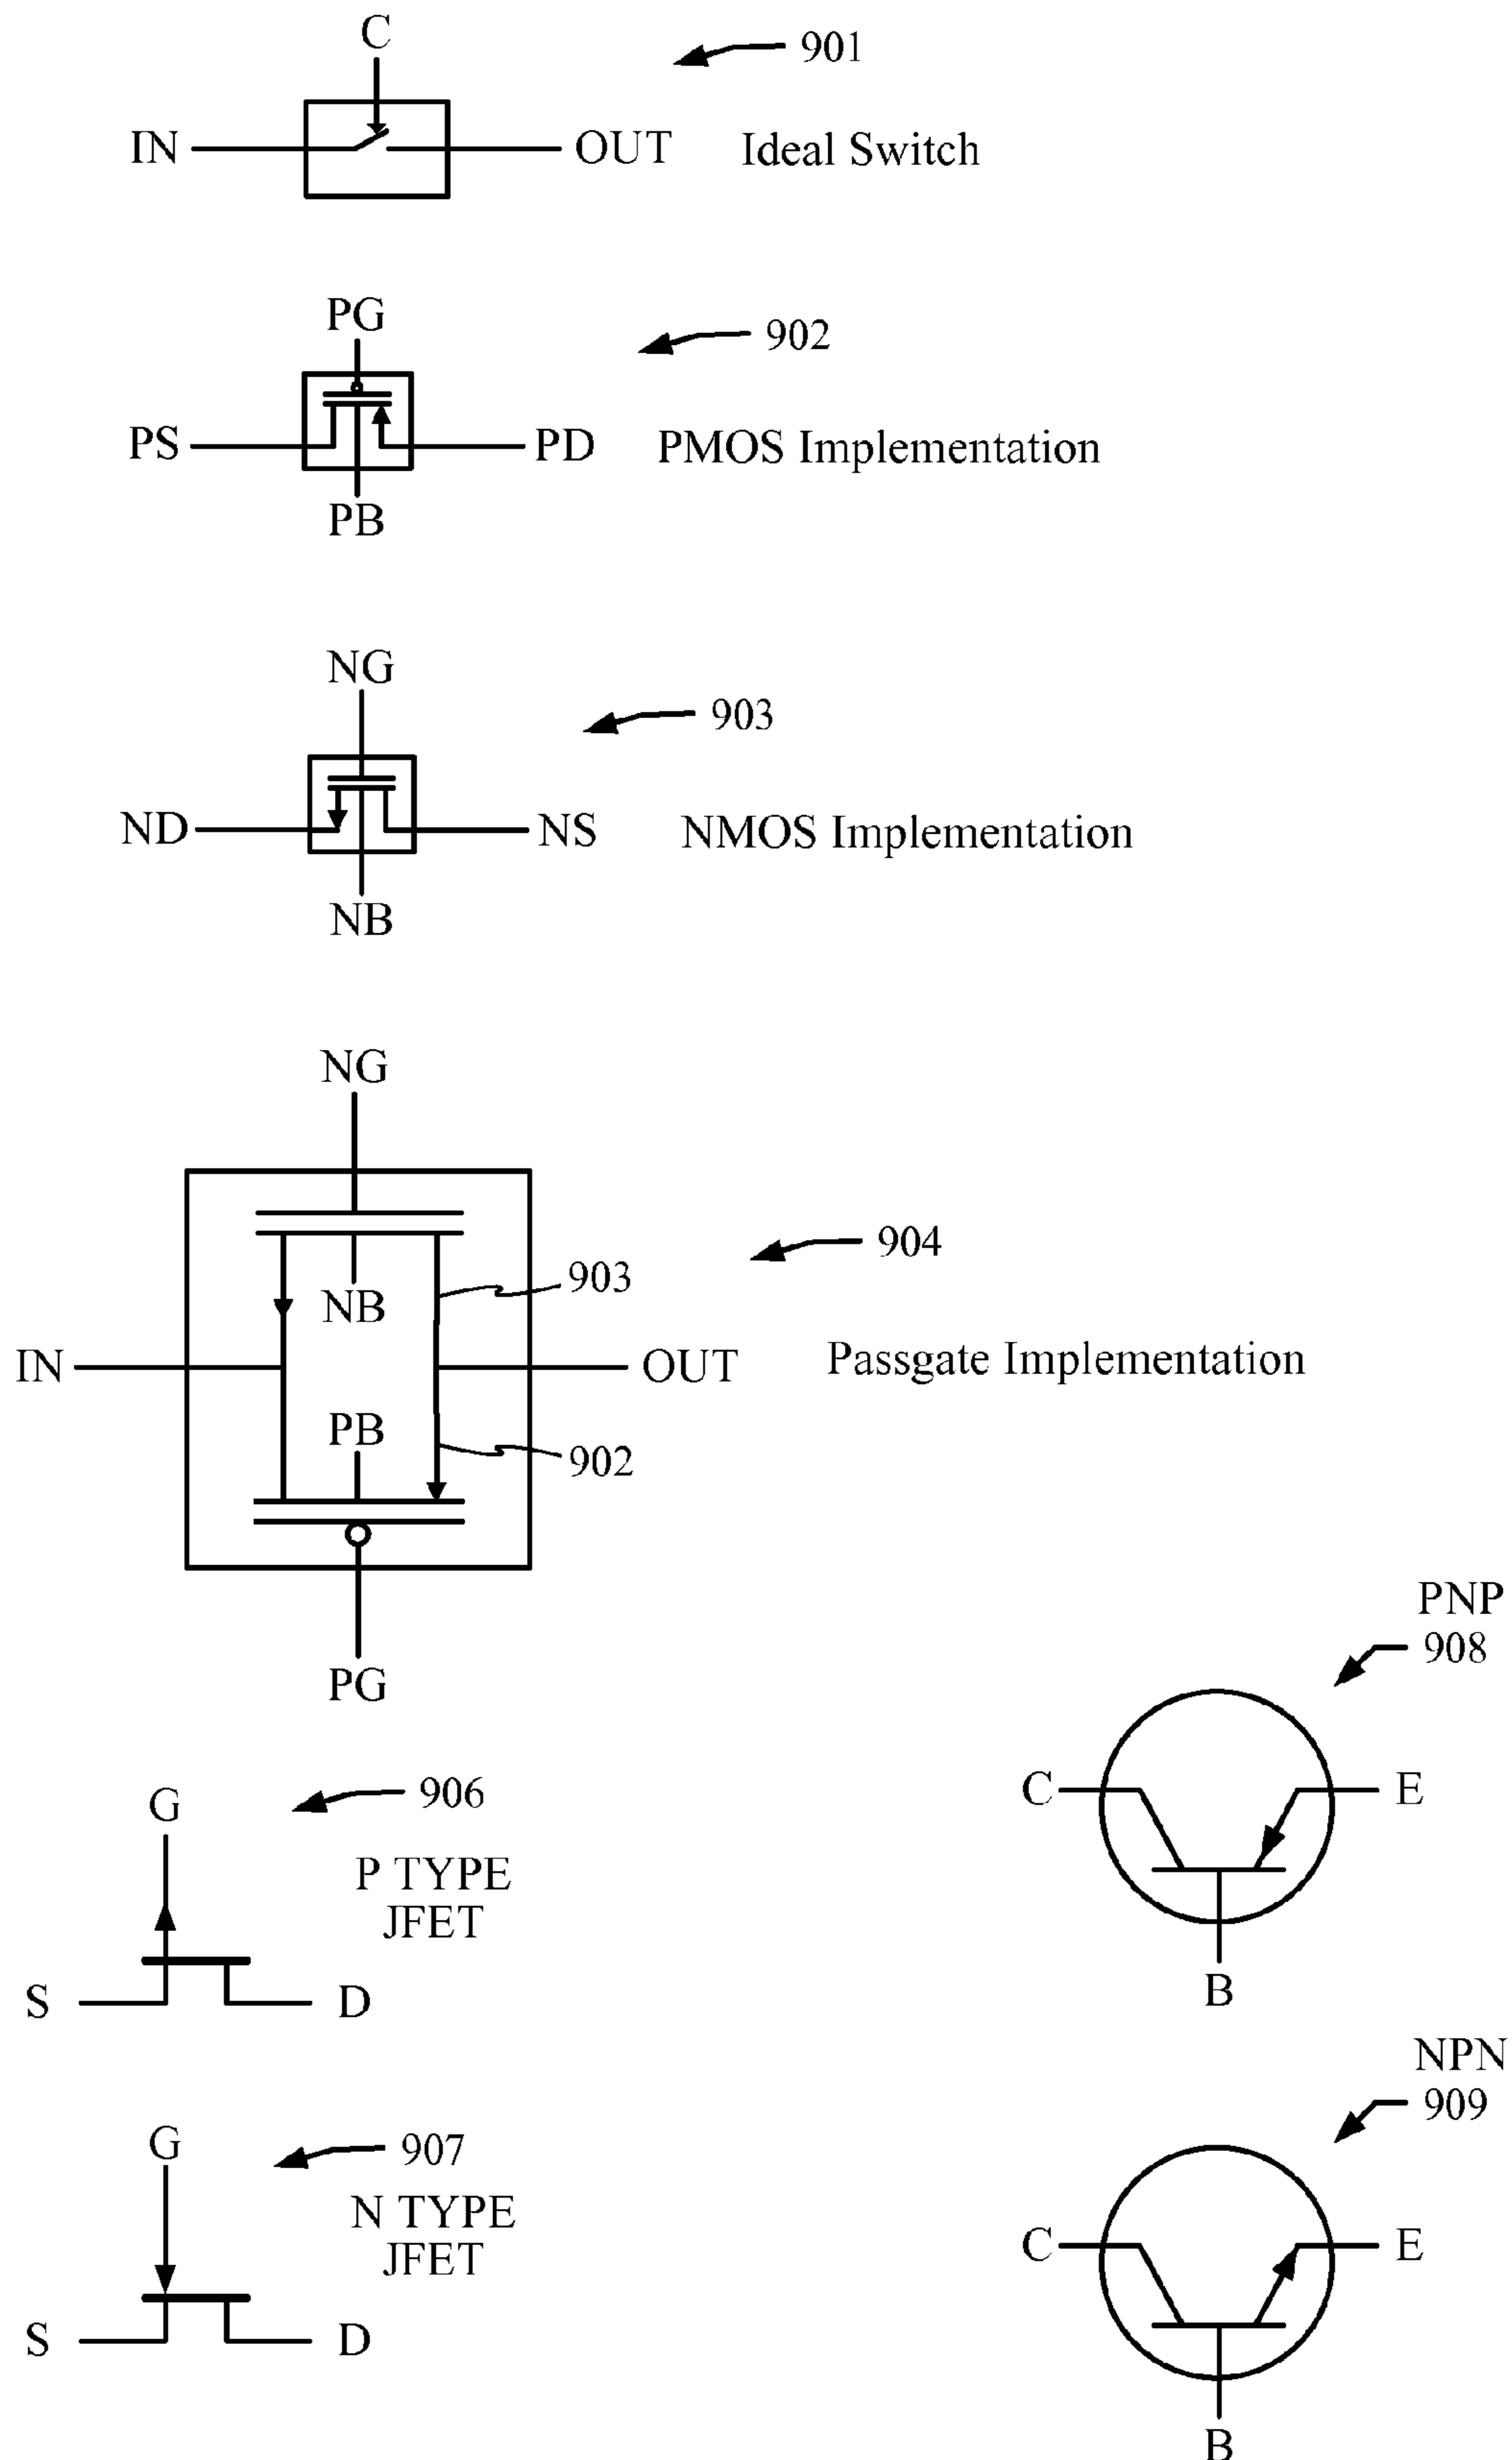 C
901
IN
OUT
Ideal Switch
PG
902
PS
PD
PMOS Implementation
PB
NG
903
ND
NS
NMOS Implementation
NB
NG
904
903
NB
IN
OUT
Passgate Implementation
PB
902
PG
PNP
908
C
E
B
G
906
P TYPE
JFET
S
D
NPN
909
C
E
B
G
907
N TYPE
JFET
S
D